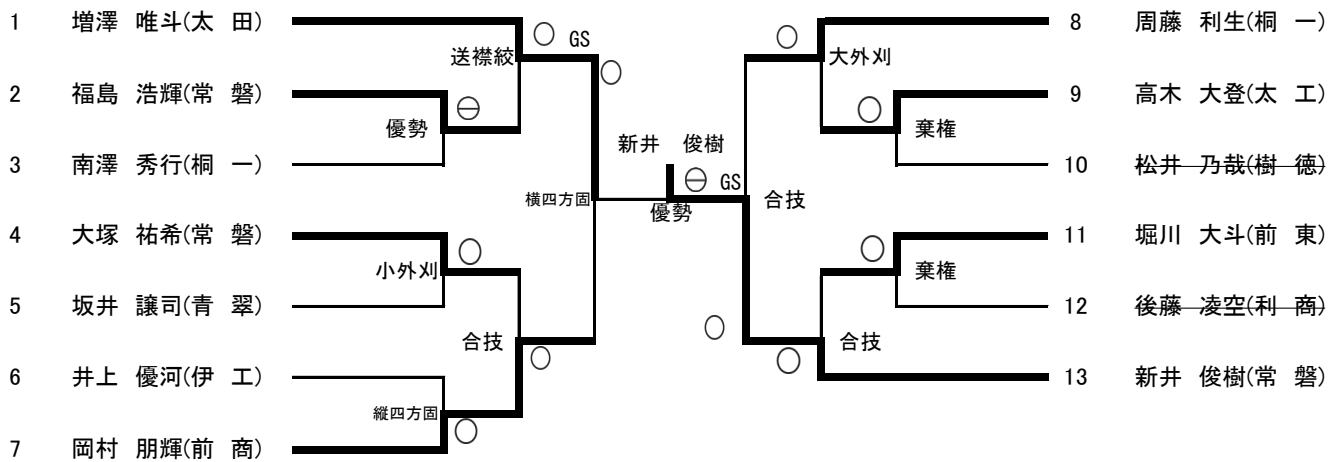 1 増澤 唯斗(太 田)
送襟絞
GS
2 福島 浩輝(常 磐)
優勢
3 南澤 秀行(桐 一)
横四方固
4 大塚 祐希(常 磐)
小外刈
5 坂井 譲司(青 翠)
合技
6 井上 優河(伊 工)
縦四方固
7 岡村 朋輝(前 商)
新井 俊樹
GS
優勢
8 周藤 利生(桐 一)
大外刈
9 高木 大登(太 工)
棄権
10 松井 乃哉(樹 徳)
合技
11 堀川 大斗(前 東)
棄権
12 後藤 凌空(利 商)
合技
13 新井 俊樹(常 磐)